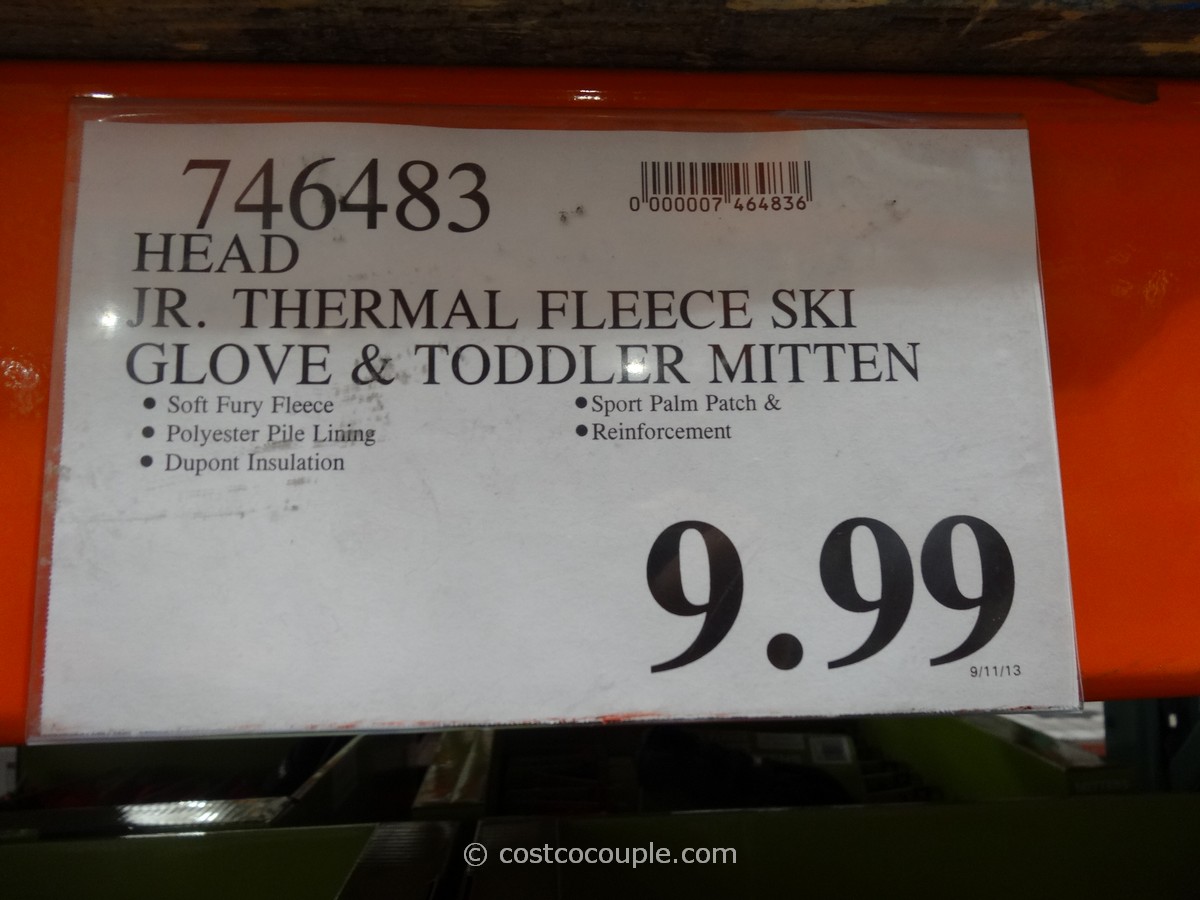 746483
0 000007 464836
HEAD
JR. THERMAL FLEECE SKI
GLOVE & TODDLER MITTEN
• Soft Fury Fleece
• Polyester Pile Lining
• Dupont Insulation
• Sport Palm Patch &
• Reinforcement
9.99
9/11/13
© costcocouple.com